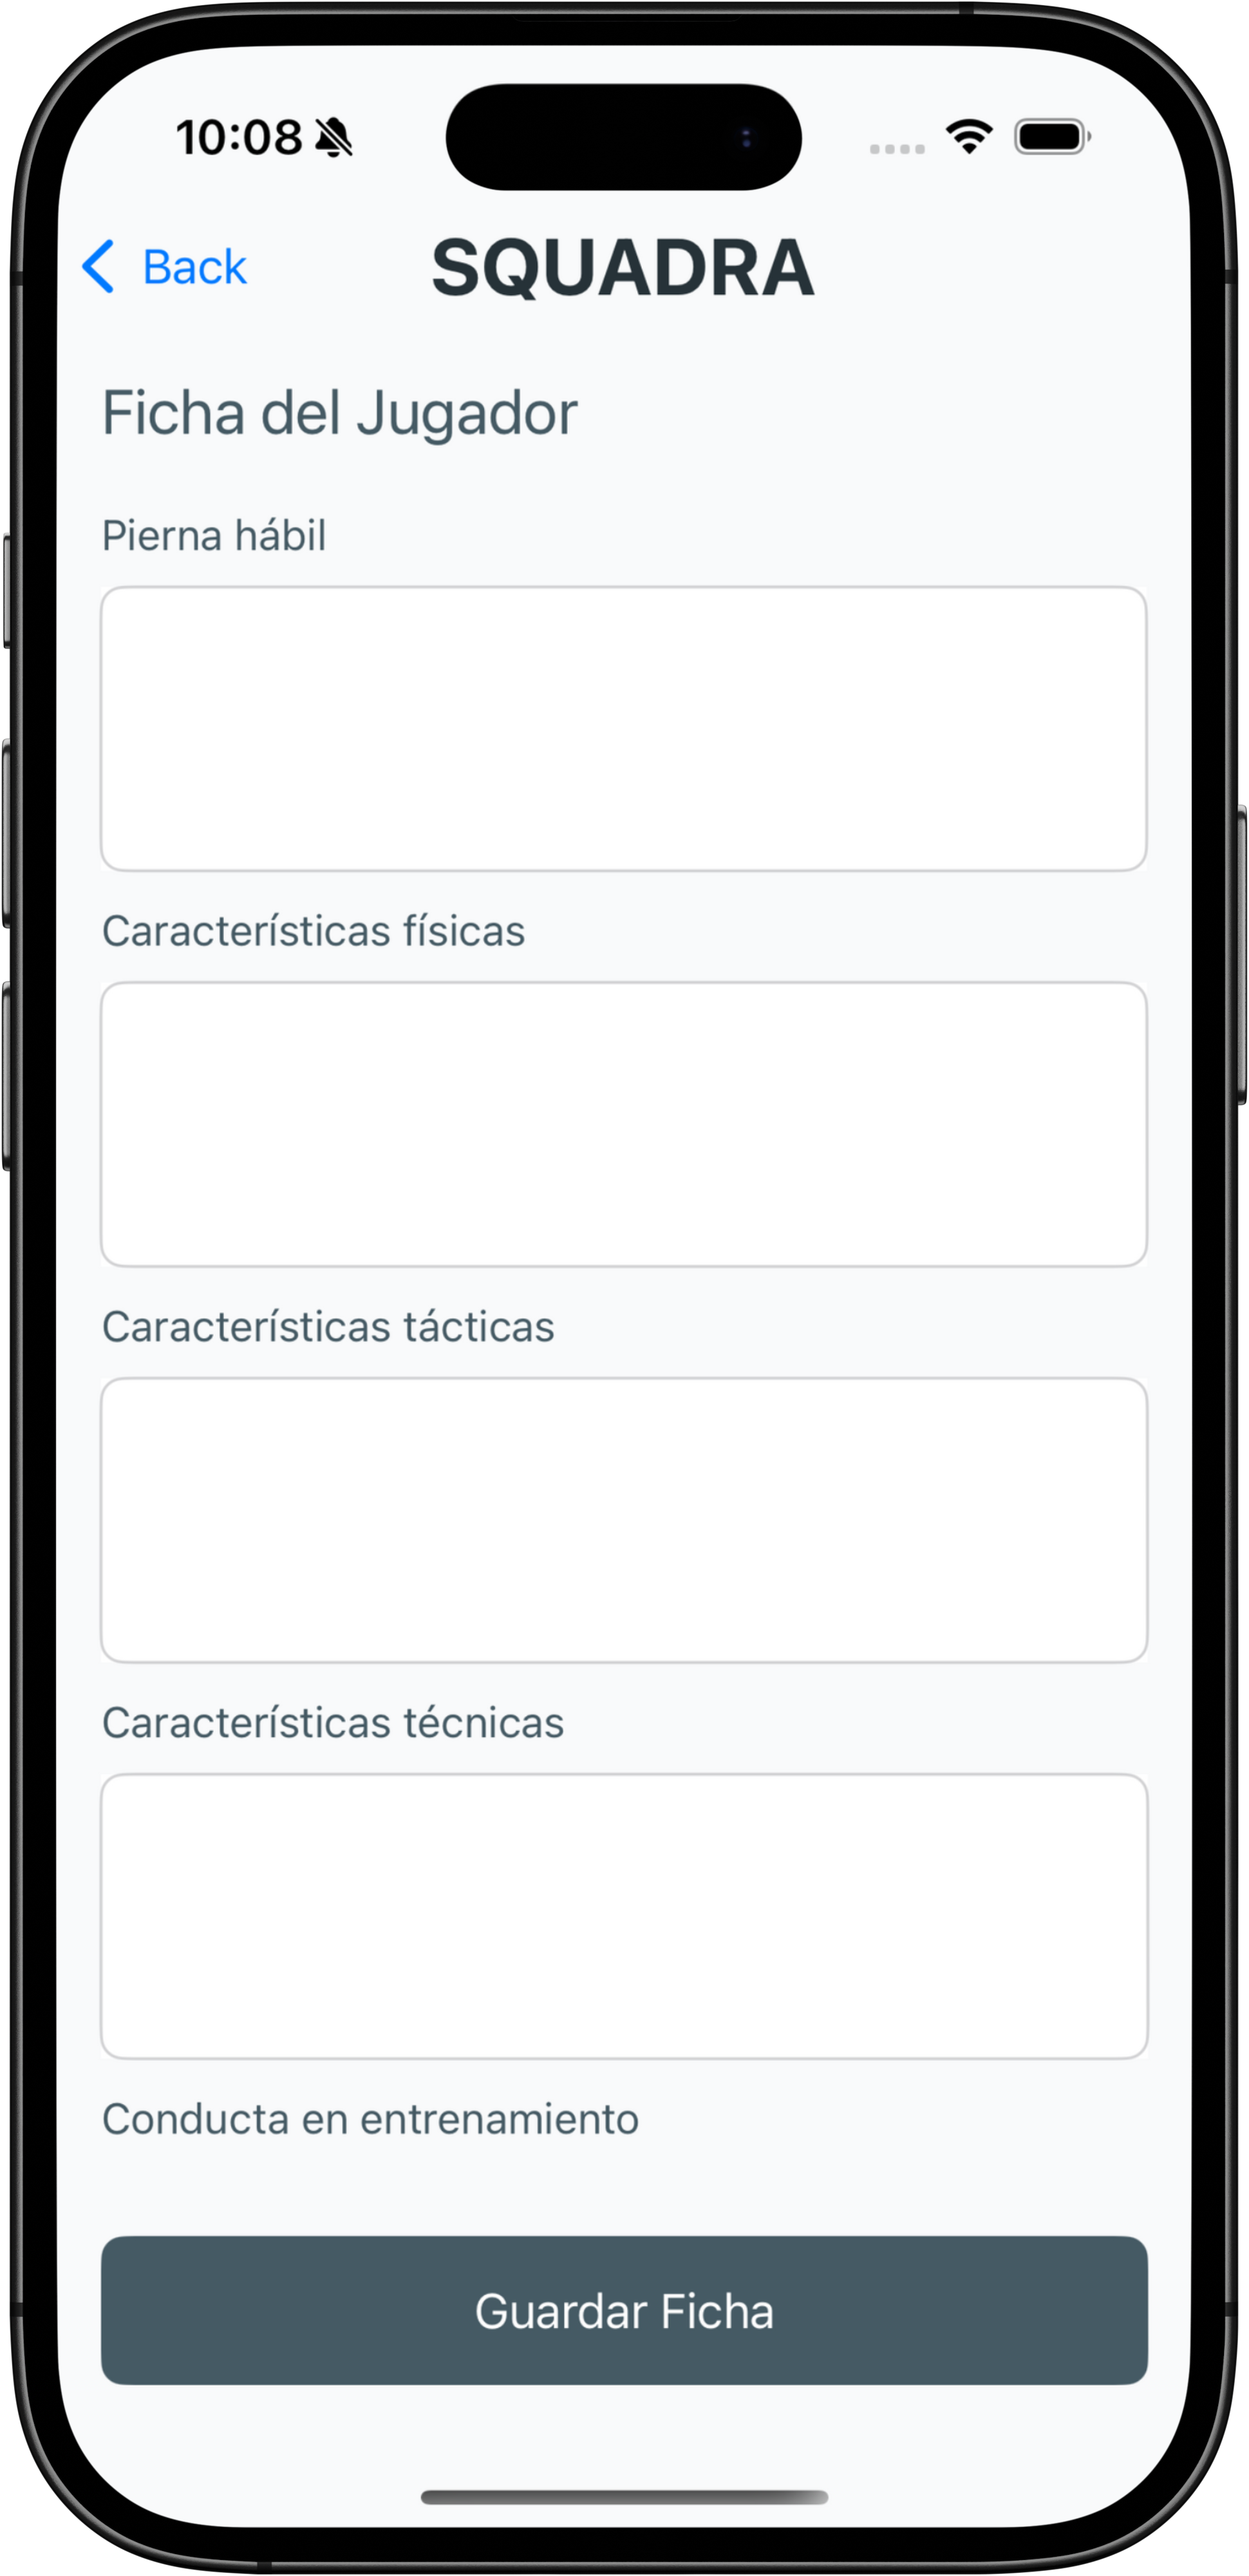 10:08
Back
SQUADRA
Ficha del Jugador
Pierna hábil
Características físicas
Características tácticas
Características técnicas
Conducta en entrenamiento
Guardar Ficha